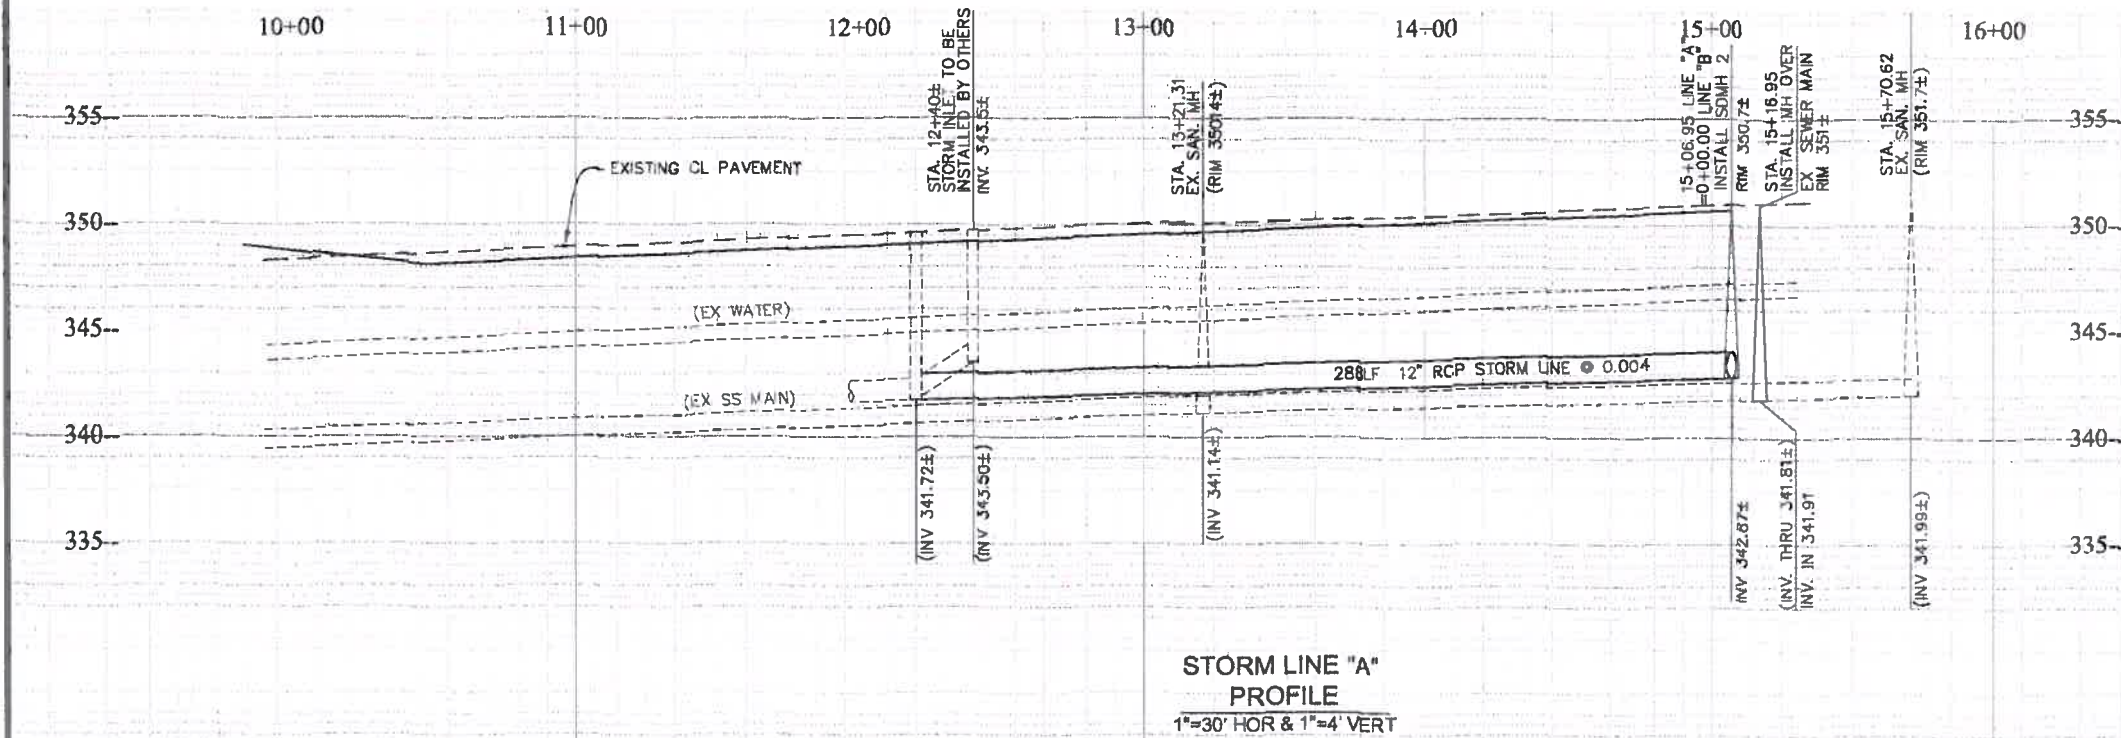 10+00 11+00 12+00 13+00 14+00 15+00 16+00
STA. 12+40±
STORM INLET TO BE
INSTALLED BY OTHERS
INV. 343.5±
STA. 13+21.31
EX. SAN. MH
(RIM 350.14±)
15+06.95 LINE "A"
=0+00.00 LINE "B"
INSTALL SDMH 2
RIM 350.7±
STA. 15+16.95
INSTALL MH OVER
EX SEWER MAIN
RIM 351±
STA. 15+70.62
EX. SAN. MH
(RIM 351.7±)
355 355
EXISTING CL PAVEMENT
350 350
(EX WATER)
345 345
288LF 12" RCP STORM LINE @ 0.004
(EX SS MAIN)
340 340
335 335
(INV 341.72±)
(INV 343.50±)
(INV 341.14±)
INV 342.87±
(INV. THRU 341.81±)
INV. IN 341.91
(INV 341.99±)
STORM LINE "A"
PROFILE
1"=30' HOR & 1"=4' VERT